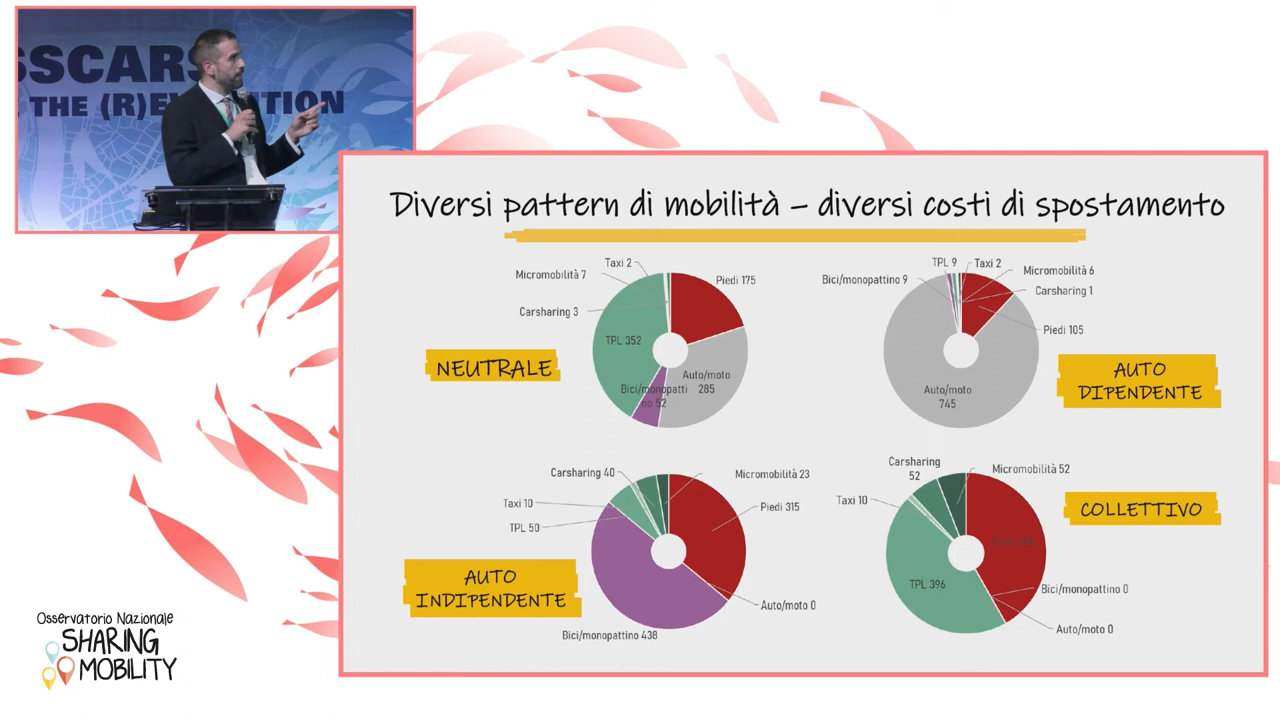 SSCARS
THE (R)EV UTION
Diversi pattern di mobilità – diversi costi di spostamento
Taxi 2
Micromobilità 7
Piedi 175
Carsharing 3
TPL 352
Auto/moto
285
Bici/monopatti
no 52
NEUTRALE
TPL 9
Taxi 2
Micromobilità 6
Bici/monopattino 9
Carsharing 1
Piedi 105
Auto/moto
745
AUTO
DIPENDENTE
Carsharing 40
Micromobilità 23
Taxi 10
Piedi 315
TPL 50
Auto/moto 0
Bici/monopattino 438
AUTO
INDIPENDENTE
Carsharing
52
Micromobilità 52
Taxi 10
TPL 396
Bici/monopattino 0
Auto/moto 0
COLLETTIVO
Osservatorio Nazionale
SHARING
MOBILITY